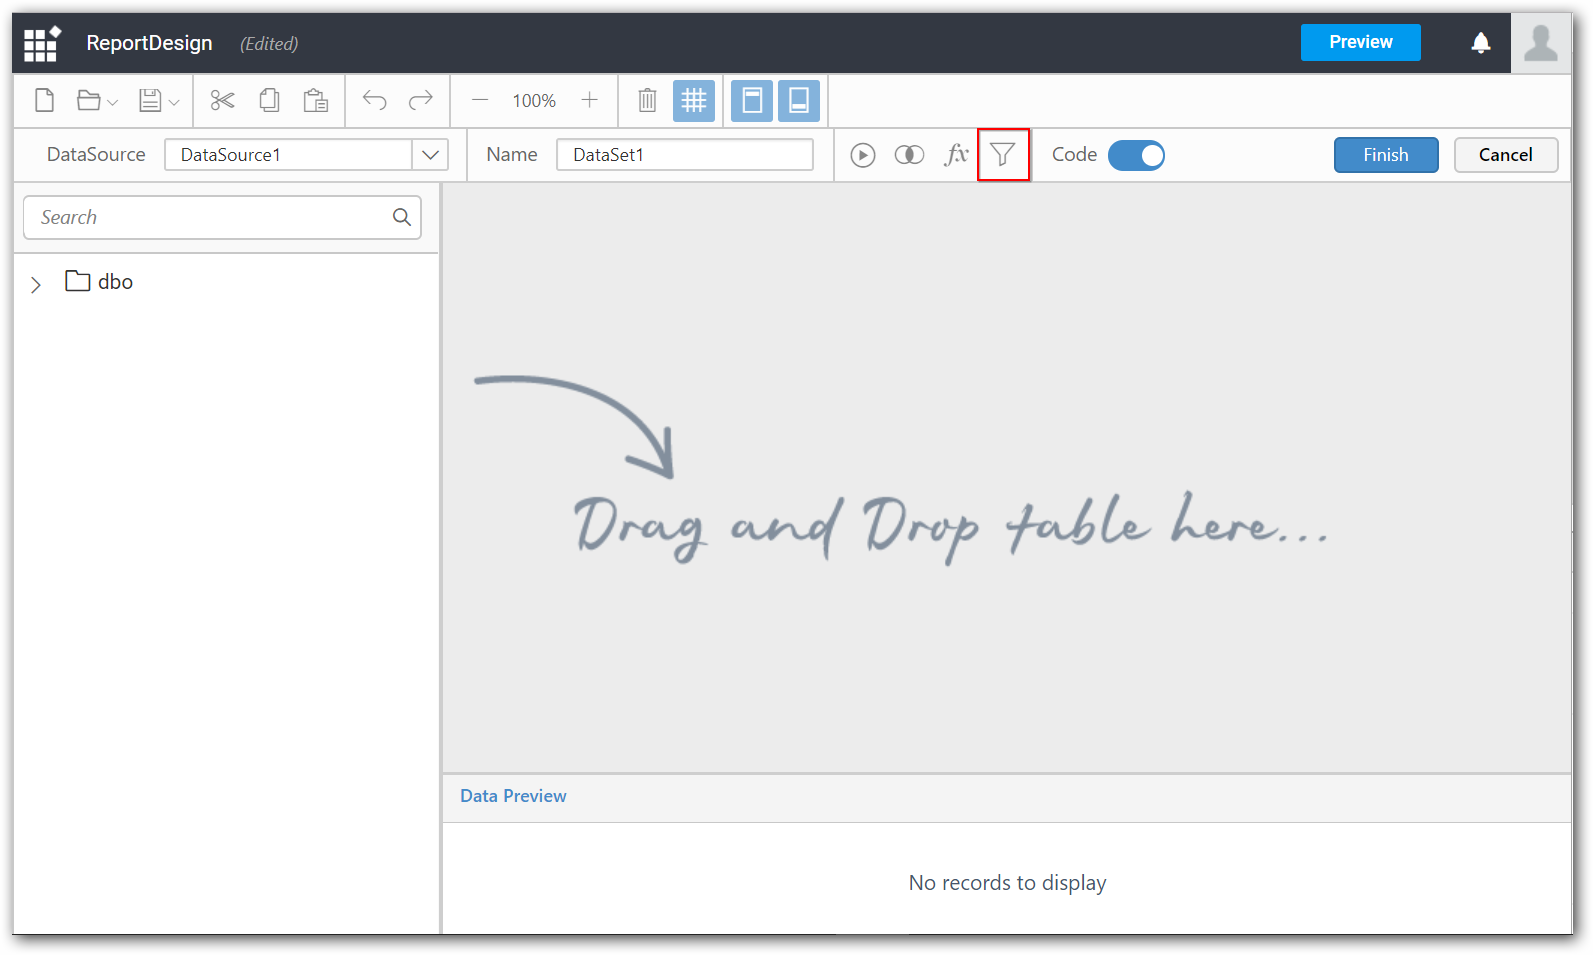 ReportDesign (Edited) Preview
100%
DataSource DataSource1 Name DataSet1 fx Code Finish Cancel
Search
dbo
Drag and Drop table here...
Data Preview
No records to display